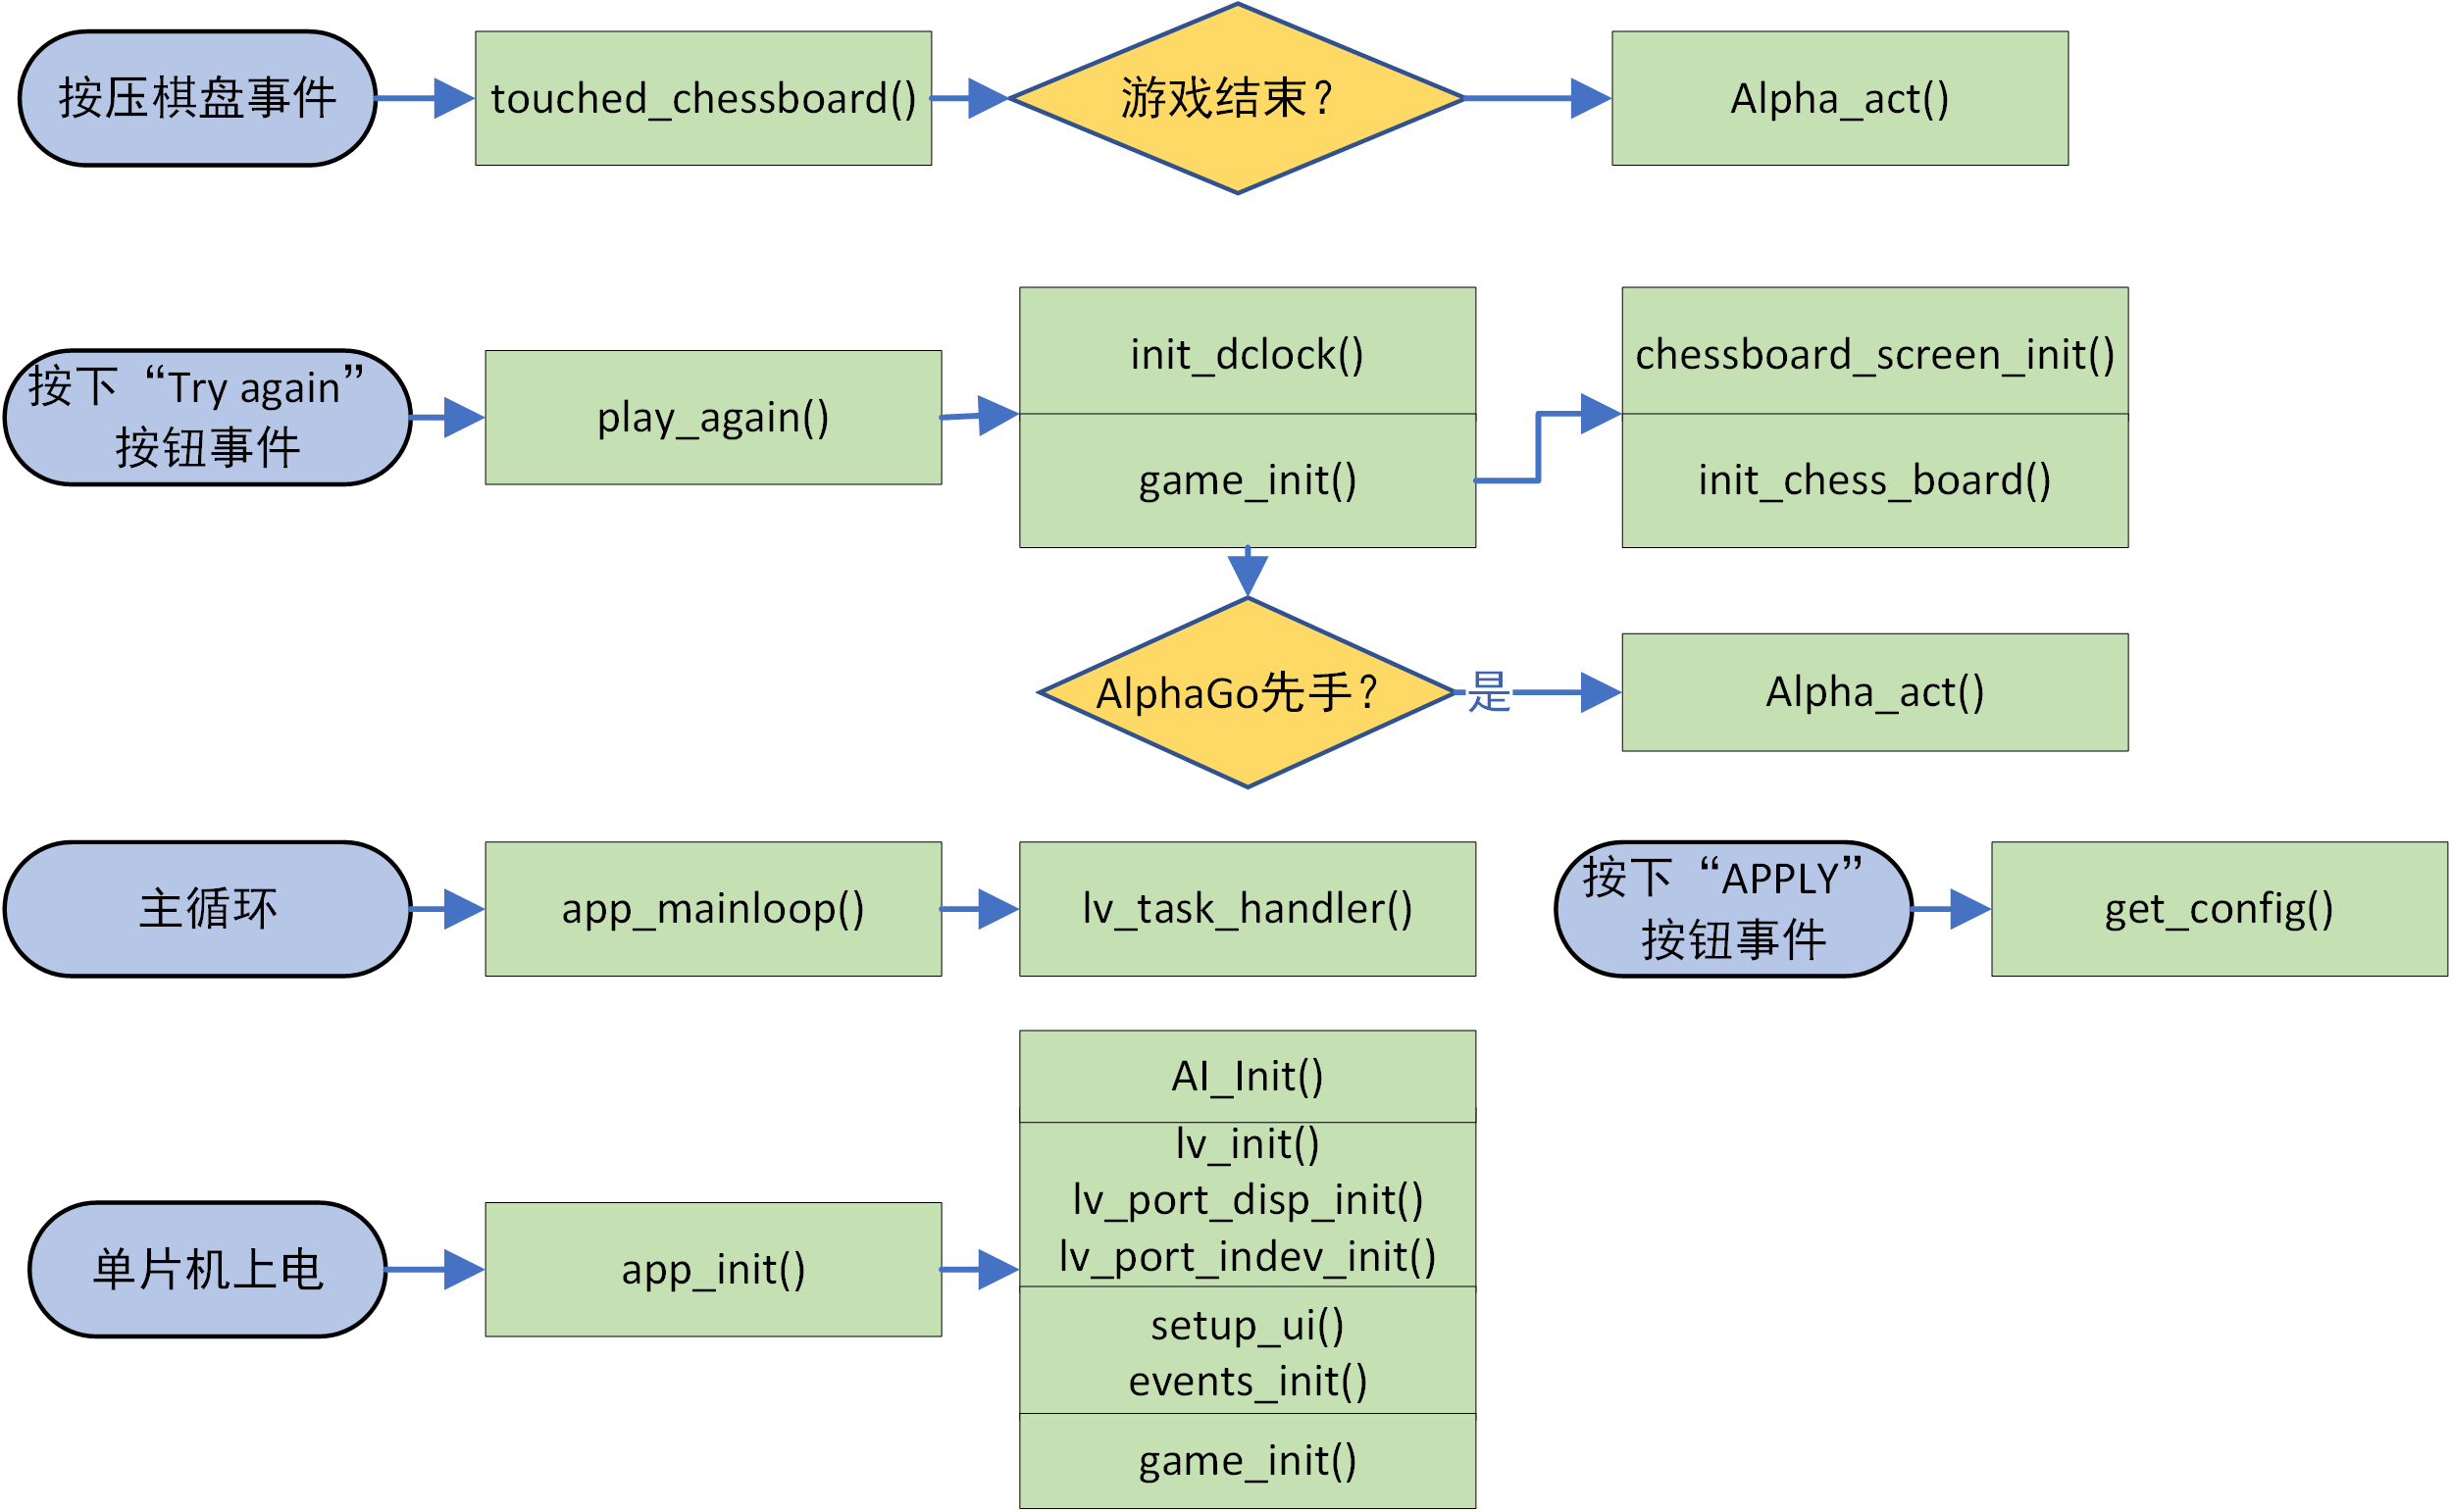 按压棋盘事件
touched_chessboard()
游戏结束？
Alpha_act()
按下“Try again”
按钮事件
play_again()
init_dclock()
game_init()
chessboard_screen_init()
init_chess_board()
AlphaGo先手？
是
Alpha_act()
主循环
app_mainloop()
lv_task_handler()
按下“APPLY”
按钮事件
get_config()
单片机上电
app_init()
AI_Init()
lv_init()
lv_port_disp_init()
lv_port_indev_init()
setup_ui()
events_init()
game_init()